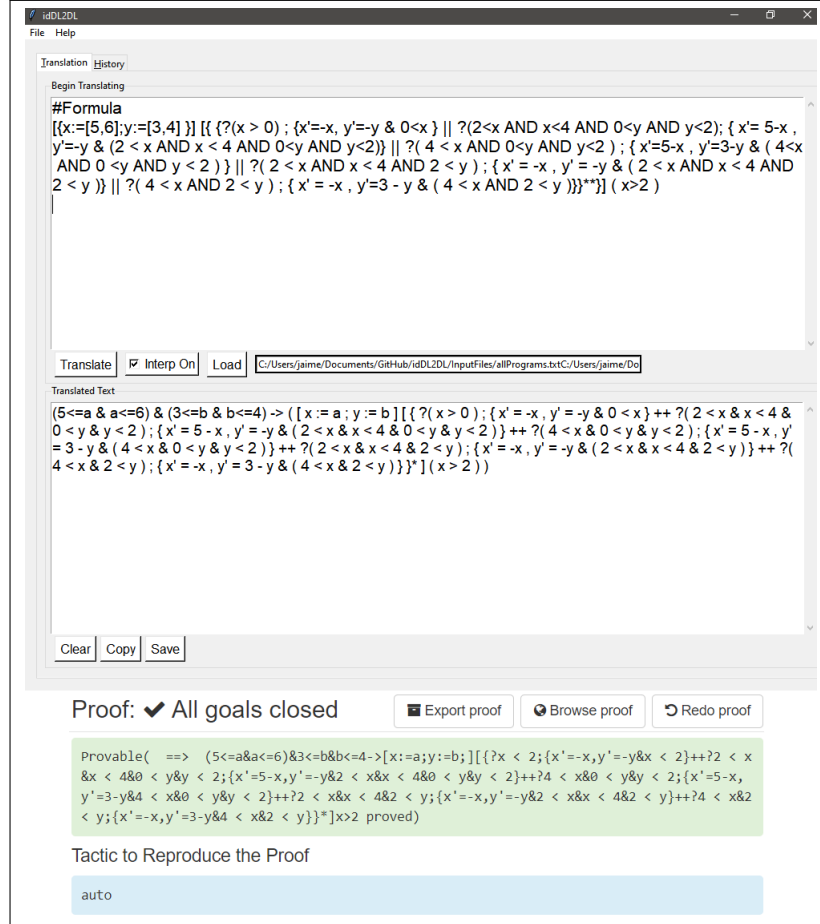 idDL2DL
File Help
Translation History
Begin Translating
#Formula
[{x:=[5,6];y:=[3,4] }] [{ {?(x > 0) ; {x'=-x, y'=-y & 0<x } || ?(2<x AND x<4 AND 0<y AND y<2); { x'= 5-x ,
y'=-y & (2 < x AND x < 4 AND 0<y AND y<2)} || ?( 4 < x AND 0<y AND y<2 ) ; { x'=5-x , y'=3-y & ( 4<x
AND 0 <y AND y < 2 ) } || ?( 2 < x AND x < 4 AND 2 < y ) ; { x' = -x , y' = -y & ( 2 < x AND x < 4 AND
2 < y )} || ?( 4 < x AND 2 < y ) ; { x' = -x , y'=3 - y & ( 4 < x AND 2 < y )}}**}] ( x>2 )
Translate Interp On Load C:/Users/jaime/Documents/GitHub/idDL2DL/InputFiles/allPrograms.txtC:/Users/jaime/Do
Translated Text
(5<=a & a<=6) & (3<=b & b<=4) -> ( [ x := a ; y := b ] [ { ?( x > 0 ) ; { x' = -x , y' = -y & 0 < x } ++ ?( 2 < x & x < 4 &
0 < y & y < 2 ) ; { x' = 5 - x , y' = -y & ( 2 < x & x < 4 & 0 < y & y < 2 ) } ++ ?( 4 < x & 0 < y & y < 2 ) ; { x' = 5 - x , y'
= 3 - y & ( 4 < x & 0 < y & y < 2 ) } ++ ?( 2 < x & x < 4 & 2 < y ) ; { x' = -x , y' = -y & ( 2 < x & x < 4 & 2 < y ) } ++ ?(
4 < x & 2 < y ) ; { x' = -x , y' = 3 - y & ( 4 < x & 2 < y ) } }* ] ( x > 2 ) )
Clear Copy Save
Proof: ✔ All goals closed Export proof Browse proof Redo proof
Provable( ==> (5<=a&a<=6)&3<=b&b<=4->[x:=a;y:=b;][{?x < 2;{x'=-x,y'=-y&x < 2}++?2 < x
&x < 4&0 < y&y < 2;{x'=5-x,y'=-y&2 < x&x < 4&0 < y&y < 2}++?4 < x&0 < y&y < 2;{x'=5-x,
y'=3-y&4 < x&0 < y&y < 2}++?2 < x&x < 4&2 < y;{x'=-x,y'=-y&2 < x&x < 4&2 < y}++?4 < x&2
< y;{x'=-x,y'=3-y&4 < x&2 < y}}*]x>2 proved)
Tactic to Reproduce the Proof
auto